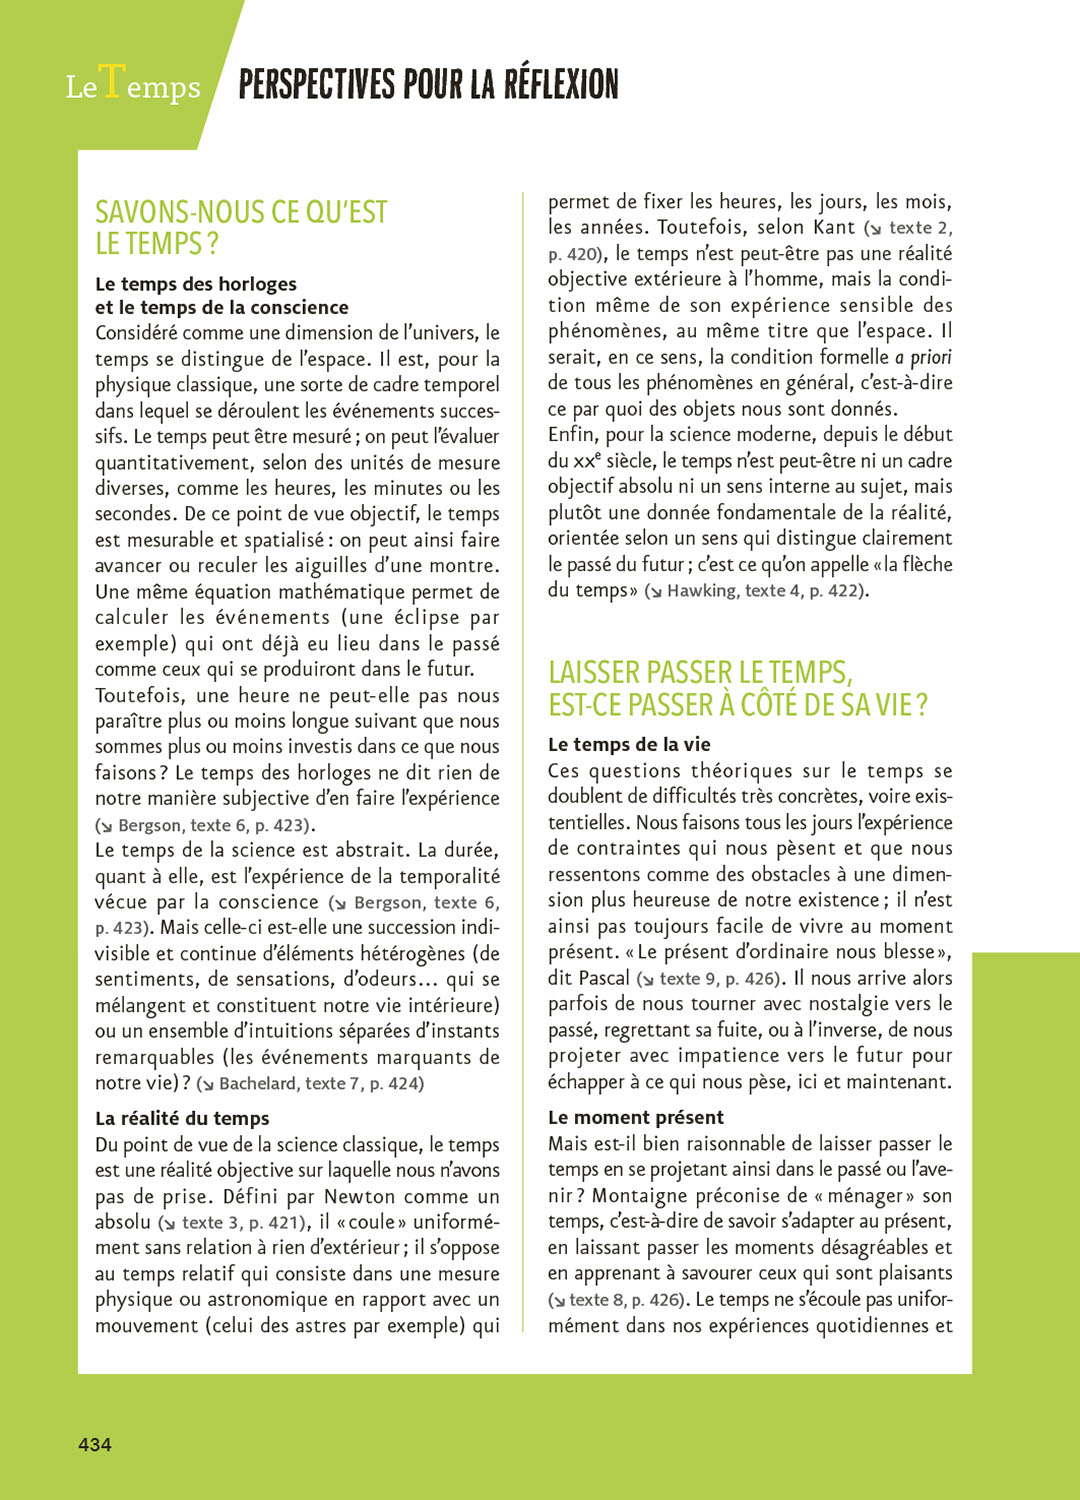 Le Temps
PERSPECTIVES POUR LA RÉFLEXION
SAVONS-NOUS CE QU’EST
LE TEMPS ?
Le temps des horloges
et le temps de la conscience
Considéré comme une dimension de l’univers, le
temps se distingue de l’espace. Il est, pour la
physique classique, une sorte de cadre temporel
dans lequel se déroulent les événements succes-
sifs. Le temps peut être mesuré ; on peut l’évaluer
quantitativement, selon des unités de mesure
diverses, comme les heures, les minutes ou les
secondes. De ce point de vue objectif, le temps
est mesurable et spatialisé : on peut ainsi faire
avancer ou reculer les aiguilles d’une montre.
Une même équation mathématique permet de
calculer les événements (une éclipse par
exemple) qui ont déjà eu lieu dans le passé
comme ceux qui se produiront dans le futur.
Toutefois, une heure ne peut-elle pas nous
paraître plus ou moins longue suivant que nous
sommes plus ou moins investis dans ce que nous
faisons ? Le temps des horloges ne dit rien de
notre manière subjective d’en faire l’expérience
(↘ Bergson, texte 6, p. 423).
Le temps de la science est abstrait. La durée,
quant à elle, est l’expérience de la temporalité
vécue par la conscience (↘ Bergson, texte 6,
p. 423). Mais celle-ci est-elle une succession indi-
visible et continue d’éléments hétérogènes (de
sentiments, de sensations, d’odeurs… qui se
mélangent et constituent notre vie intérieure)
ou un ensemble d’intuitions séparées d’instants
remarquables (les événements marquants de
notre vie) ? (↘ Bachelard, texte 7, p. 424)
La réalité du temps
Du point de vue de la science classique, le temps
est une réalité objective sur laquelle nous n’avons
pas de prise. Défini par Newton comme un
absolu (↘ texte 3, p. 421), il « coule » uniformé-
ment sans relation à rien d’extérieur ; il s’oppose
au temps relatif qui consiste dans une mesure
physique ou astronomique en rapport avec un
mouvement (celui des astres par exemple) qui
permet de fixer les heures, les jours, les mois,
les années. Toutefois, selon Kant (↘ texte 2,
p. 420), le temps n’est peut-être pas une réalité
objective extérieure à l’homme, mais la condi-
tion même de son expérience sensible des
phénomènes, au même titre que l’espace. Il
serait, en ce sens, la condition formelle a priori
de tous les phénomènes en général, c’est-à-dire
ce par quoi des objets nous sont donnés.
Enfin, pour la science moderne, depuis le début
du XXe siècle, le temps n’est peut-être ni un cadre
objectif absolu ni un sens interne au sujet, mais
plutôt une donnée fondamentale de la réalité,
orientée selon un sens qui distingue clairement
le passé du futur ; c’est ce qu’on appelle « la flèche
du temps » (↘ Hawking, texte 4, p. 422).
LAISSER PASSER LE TEMPS,
EST-CE PASSER À CÔTÉ DE SA VIE ?
Le temps de la vie
Ces questions théoriques sur le temps se
doublent de difficultés très concrètes, voire exis-
tentielles. Nous faisons tous les jours l’expérience
de contraintes qui nous pèsent et que nous
ressentons comme des obstacles à une dimen-
sion plus heureuse de notre existence ; il n’est
ainsi pas toujours facile de vivre au moment
présent. « Le présent d’ordinaire nous blesse »,
dit Pascal (↘ texte 9, p. 426). Il nous arrive alors
parfois de nous tourner avec nostalgie vers le
passé, regrettant sa fuite, ou à l’inverse, de nous
projeter avec impatience vers le futur pour
échapper à ce qui nous pèse, ici et maintenant.
Le moment présent
Mais est-il bien raisonnable de laisser passer le
temps en se projetant ainsi dans le passé ou l’ave-
nir ? Montaigne préconise de « ménager » son
temps, c’est-à-dire de savoir s’adapter au présent,
en laissant passer les moments désagréables et
en apprenant à savourer ceux qui sont plaisants
(↘ texte 8, p. 426). Le temps ne s’écoule pas unifor-
mément dans nos expériences quotidiennes et
434